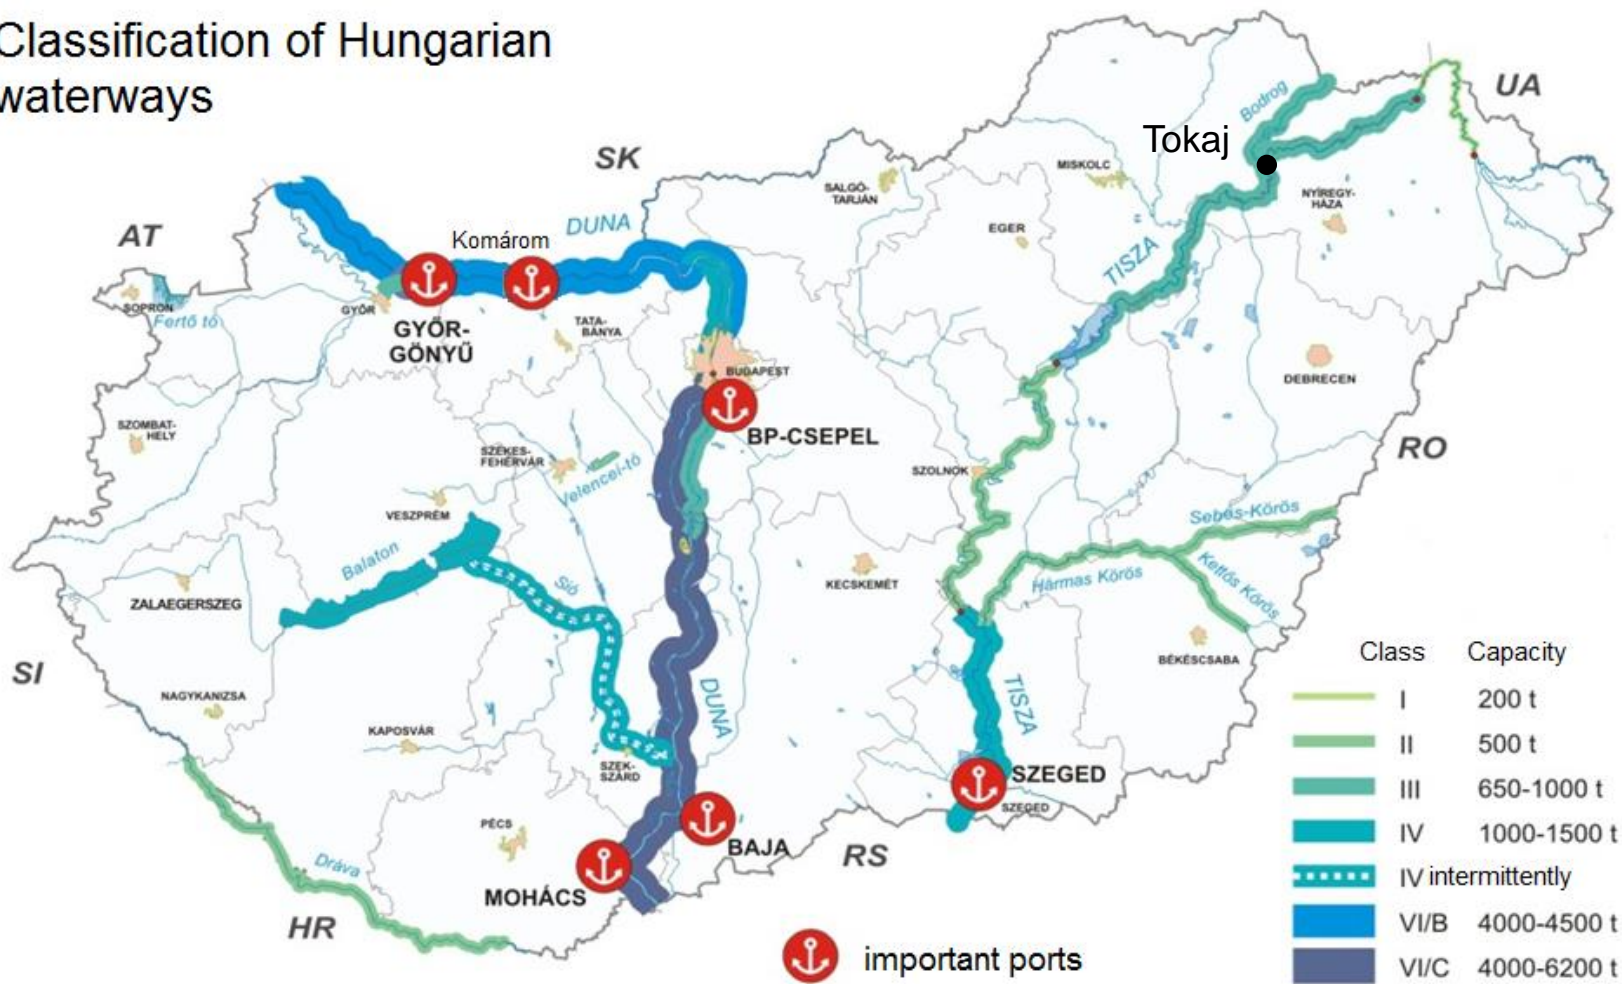 Classification of Hungarian
waterways
UA
Bodrog
Tokaj
SK
MISKOLC
SALGÓ-
TARJÁN
NYÍREGY-
HÁZA
AT
DUNA
Komárom
EGER
TISZA
SOPRON
Fertő tó
GYŐR
GYŐR-
GÖNYŰ
TATA-
BÁNYA
BUDAPEST
DEBRECEN
SZOMBAT-
HELY
BP-CSEPEL
RO
SZÉKES-
FEHÉRVÁR
Velencei-tó
SZOLNOK
VESZPRÉM
Sebes-Körös
Balaton
Sió
KECSKEMÉT
Hármas Körös
Kettős Körös
ZALAEGERSZEG
BÉKÉSCSABA
SI
NAGYKANIZSA
DUNA
TISZA
KAPOSVÁR
SZEK-
SZÁRD
SZEGED
SZEGED
PÉCS
BAJA
RS
Dráva
MOHÁCS
HR
important ports
Class Capacity
I 200 t
II 500 t
III 650-1000 t
IV 1000-1500 t
IV intermittently
VI/B 4000-4500 t
VI/C 4000-6200 t